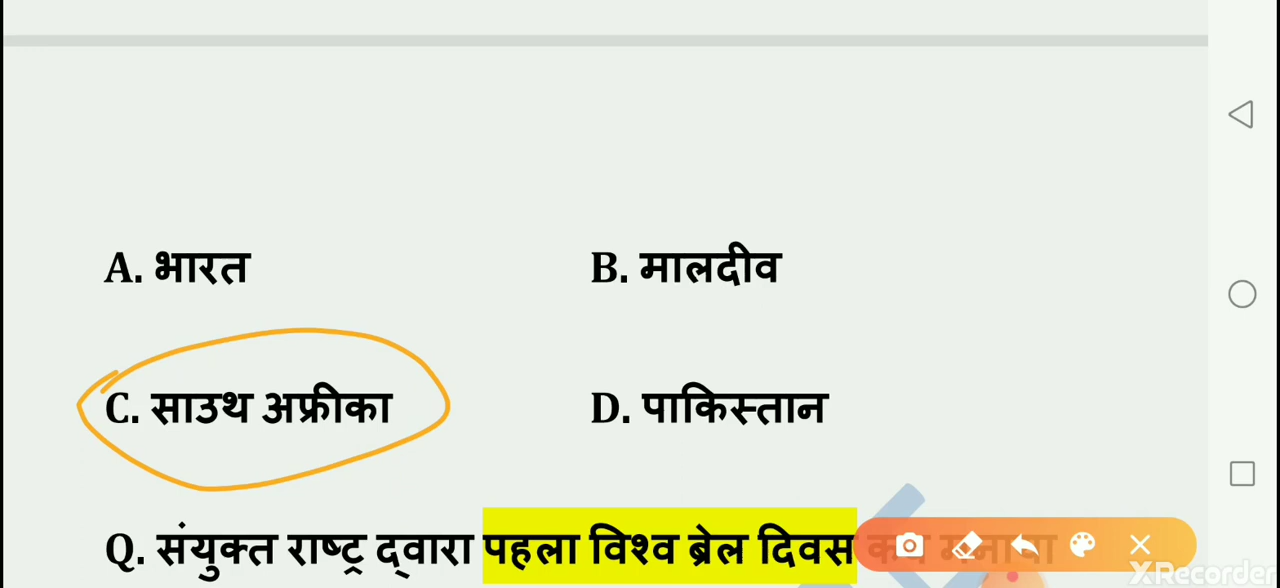 A. भारत B. मालदीव
C. साउथ अफ्रीका D. पाकिस्तान
Q. संयुक्त राष्ट्र द्वारा पहला विश्व ब्रेल दिवस
XRecorder